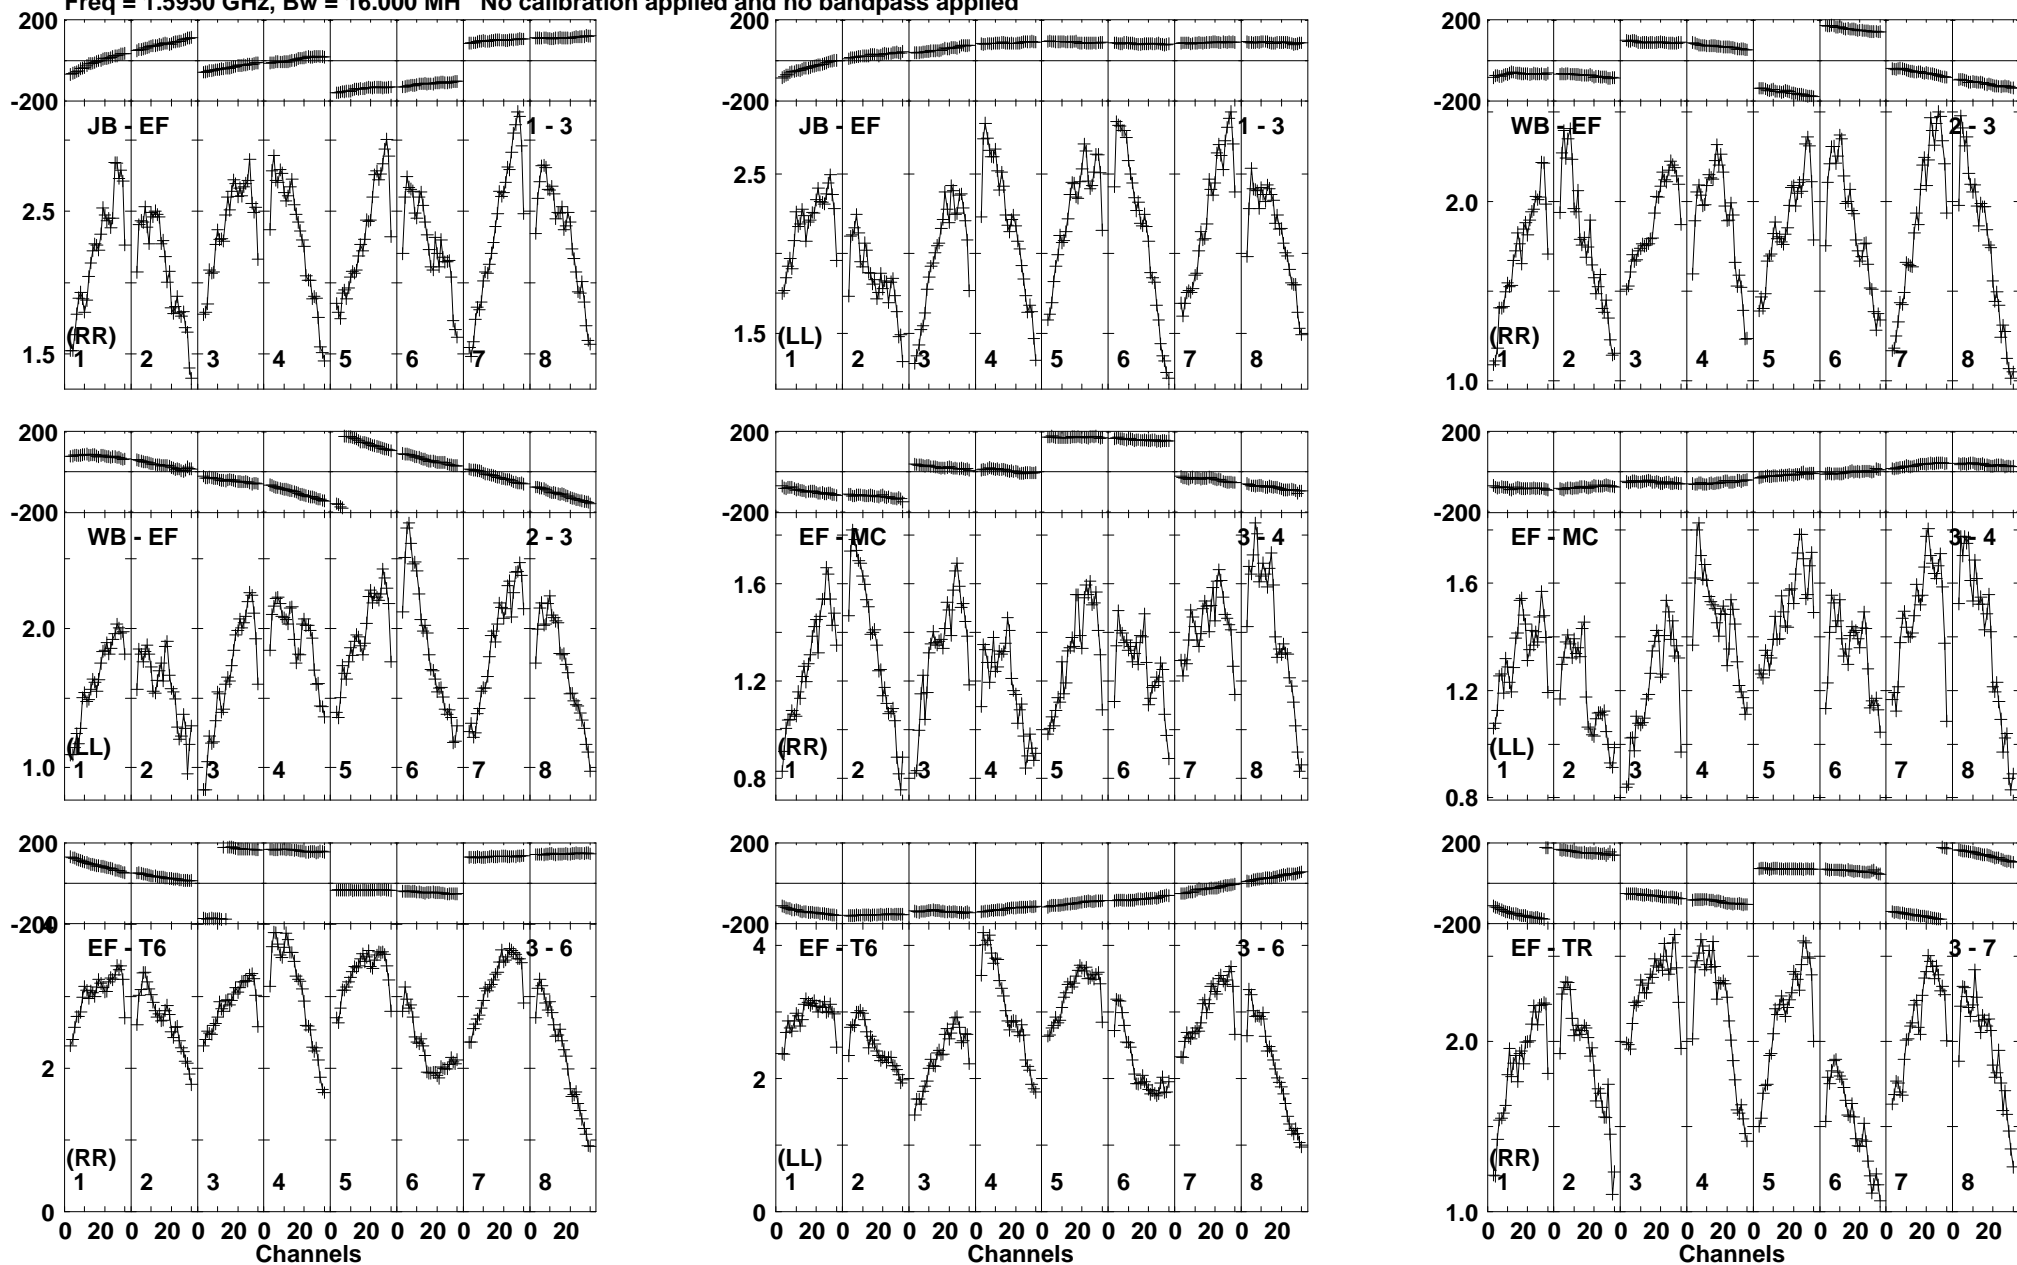 Freq = 1.5950 GHz, Bw = 16.000 MH No calibration applied and no bandpass applied
200 200 200
-200 -200 -200
JB - EF 1 - 3 JB - EF 1 - 3 WB - EF 2 - 3
2.5 2.5 2.0
1.5 1.5 1.0
(RR) (LL) (RR)
1 2 3 4 5 6 7 8 1 2 3 4 5 6 7 8 1 2 3 4 5 6 7 8
200 200 200
-200 -200 -200
WB - EF 2 - 3 EF - MC 3 - 4 EF - MC 3 - 4
2.0 1.6 1.6
1.2 1.2
1.0 0.8 0.8
(LL) (RR) (LL)
1 2 3 4 5 6 7 8 1 2 3 4 5 6 7 8 1 2 3 4 5 6 7 8
200 200 200
-200 -200 -200
4 4
EF - T6 3 - 6 EF - T6 3 - 6 EF - TR 3 - 7
2 2 2.0
(RR) (LL) (RR)
1 2 3 4 5 6 7 8 1 2 3 4 5 6 7 8 1 2 3 4 5 6 7 8
0 0 1.0
0 20 0 20 0 20 0 20 0 20 0 20 0 20 0 20 0 20 0 20 0 20 0 20 0 20 0 20 0 20 0 20 0 20 0 20 0 20 0 20 0 20 0 20 0 20 0 20
Channels Channels Channels